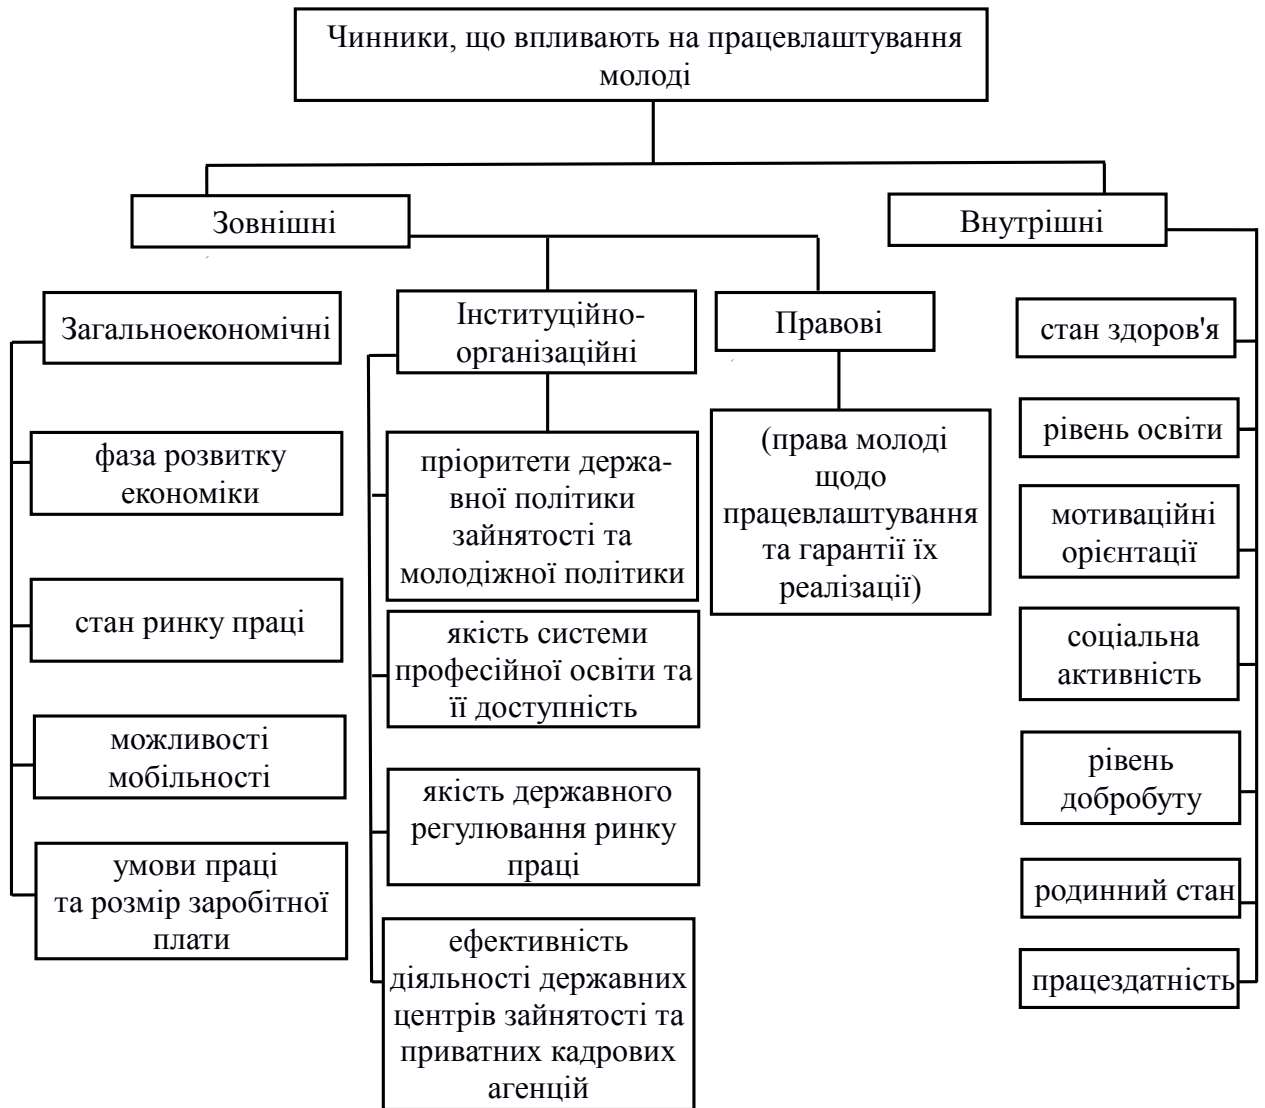 Чинники, що впливають на працевлаштування
молоді
Зовнішні
Внутрішні
Загальноекономічні
фаза розвитку
економіки
стан ринку праці
можливості
мобільності
умови праці
та розмір заробітної
плати
Інституційно-
організаційні
пріоритети держа-
вної політики
зайнятості та
молодіжної політики
якість системи
професійної освіти та
її доступність
якість державного
регулювання ринку
праці
ефективність
діяльності державних
центрів зайнятості та
приватних кадрових
агенцій
Правові
(права молоді
щодо
працевлаштування
та гарантії їх
реалізації)
стан здоров'я
рівень освіти
мотиваційні
орієнтації
соціальна
активність
рівень
добробуту
родинний стан
працездатність